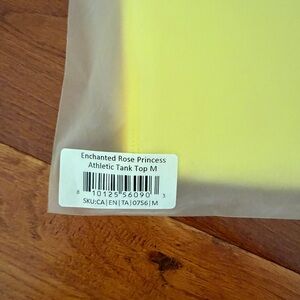 Enchanted Rose Princess
Athletic Tank Top M
8 10125 56090 3
SKU:CA|EN|TA|0756|M